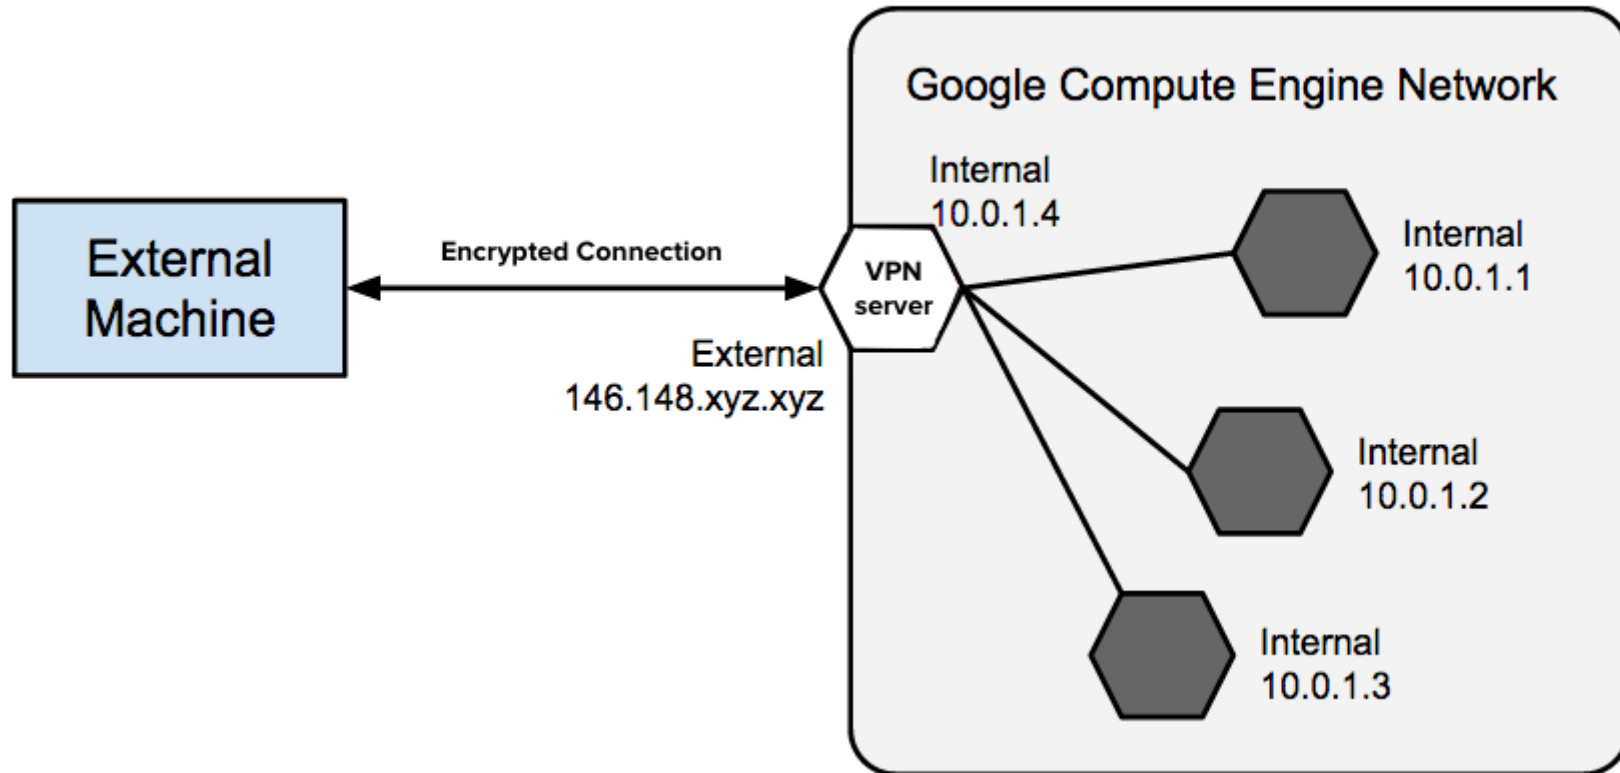 Google Compute Engine Network
Internal
10.0.1.4
External
Machine
Encrypted Connection
VPN
server
External
146.148.xyz.xyz
Internal
10.0.1.1
Internal
10.0.1.2
Internal
10.0.1.3